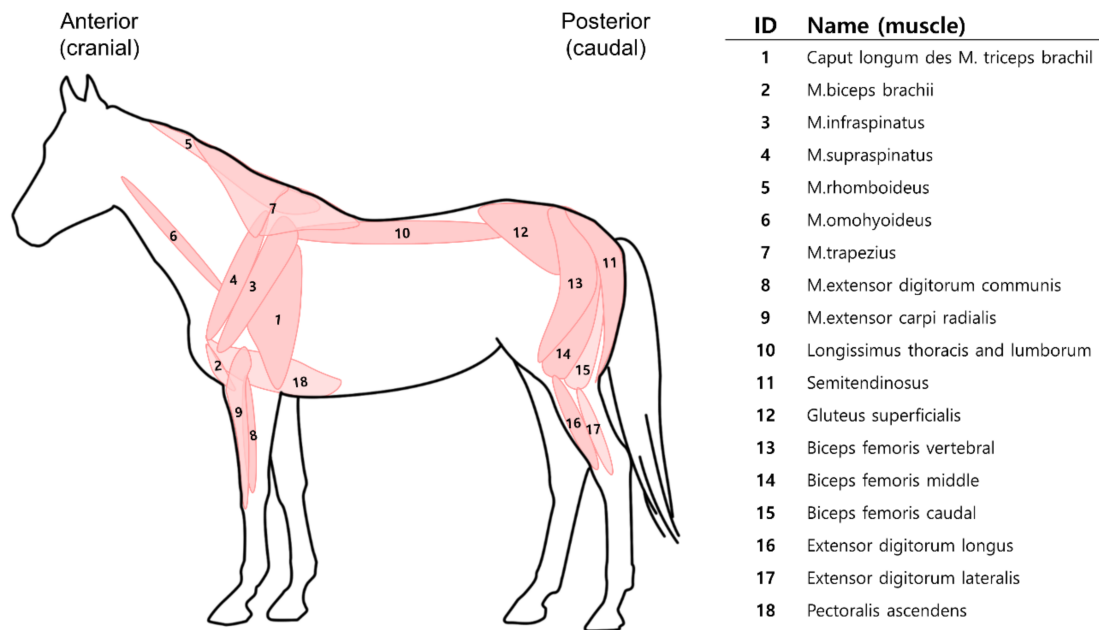 Anterior
(cranial)
Posterior
(caudal)
ID Name (muscle)
1 Caput longum des M. triceps brachil
2 M.biceps brachii
3 M.infraspinatus
4 M.supraspinatus
5 M.rhomboideus
6 M.omohyoideus
7 M.trapezius
8 M.extensor digitorum communis
9 M.extensor carpi radialis
10 Longissimus thoracis and lumborum
11 Semitendinosus
12 Gluteus superficialis
13 Biceps femoris vertebral
14 Biceps femoris middle
15 Biceps femoris caudal
16 Extensor digitorum longus
17 Extensor digitorum lateralis
18 Pectoralis ascendens
5
7
6
10
12
11
4
3
13
1
14
2
18
15
9
8
16
17